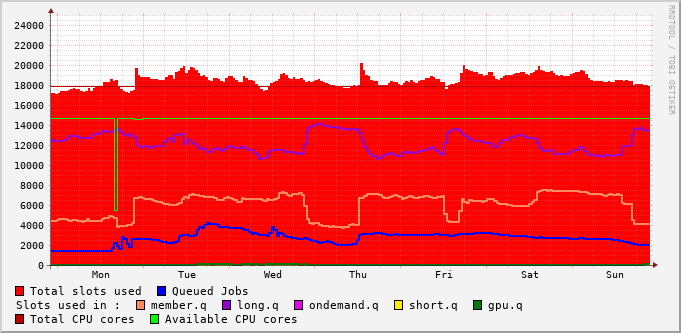 RRDTOOL / TOBI OETIKER
24000
22000
20000
18000
16000
14000
12000
10000
8000
6000
4000
2000
0
Mon Tue Wed Thu Fri Sat Sun
Total slots used Queued Jobs
Slots used in : member.q long.q ondemand.q short.q gpu.q
Total CPU cores Available CPU cores